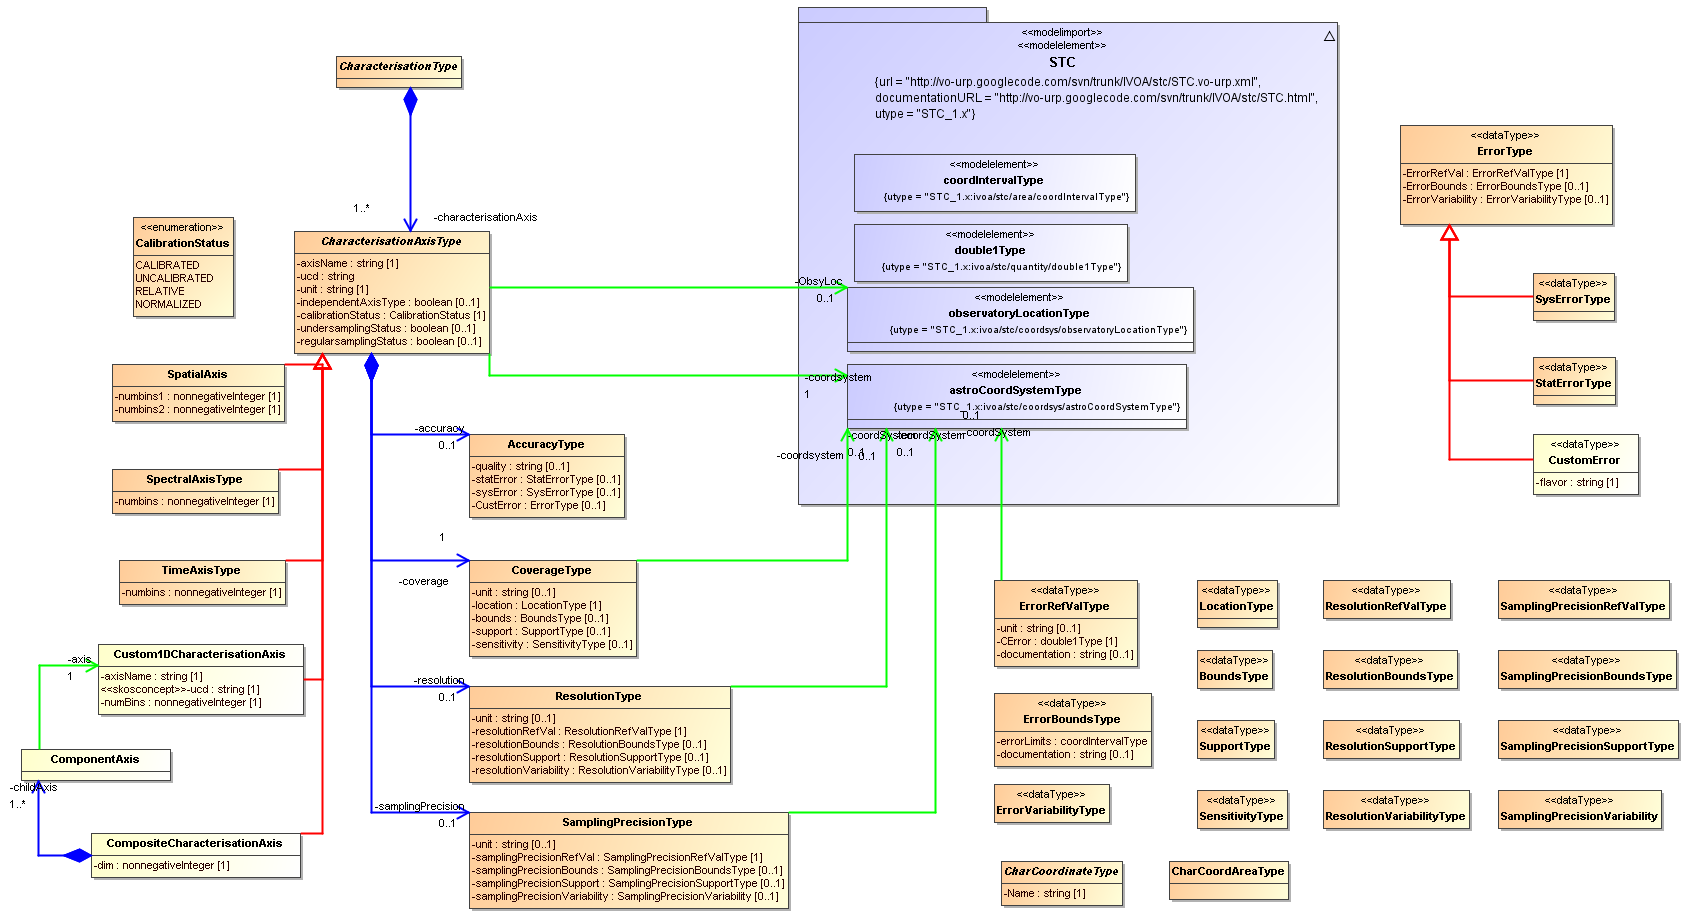 CharacterisationType
1..*
-characterisationAxis
<<enumeration>>
CalibrationStatus
CALIBRATED
UNCALIBRATED
RELATIVE
NORMALIZED
CharacterisationAxisType
-axisName : string [1]
-ucd : string
-unit : string [1]
-independentAxisType : boolean [0..1]
-calibrationStatus : CalibrationStatus [1]
-undersamplingStatus : boolean [0..1]
-regularsamplingStatus : boolean [0..1]
SpatialAxis
-numbins1 : nonnegativeInteger [1]
-numbins2 : nonnegativeInteger [1]
SpectralAxisType
-numbins : nonnegativeInteger [1]
TimeAxisType
-numbins : nonnegativeInteger [1]
Custom1DCharacterisationAxis
-axisName : string [1]
<<skosconcept>>-ucd : string [1]
-numBins : nonnegativeInteger [1]
-axis
1
ComponentAxis
-childAxis
1..*
CompositeCharacterisationAxis
-dim : nonnegativeInteger [1]
-accuracy
0..1
AccuracyType
-quality : string [0..1]
-statError : StatErrorType [0..1]
-sysError : SysErrorType [0..1]
-CustError : ErrorType [0..1]
1
-coverage
CoverageType
-unit : string [0..1]
-location : LocationType [1]
-bounds : BoundsType [0..1]
-support : SupportType [0..1]
-sensitivity : SensitivityType [0..1]
-resolution
0..1
ResolutionType
-unit : string [0..1]
-resolutionRefVal : ResolutionRefValType [1]
-resolutionBounds : ResolutionBoundsType [0..1]
-resolutionSupport : ResolutionSupportType [0..1]
-resolutionVariability : ResolutionVariabilityType [0..1]
-samplingPrecision
0..1
SamplingPrecisionType
-unit : string [0..1]
-samplingPrecisionRefVal : SamplingPrecisionRefValType [1]
-samplingPrecisionBounds : SamplingPrecisionBoundsType [0..1]
-samplingPrecisionSupport : SamplingPrecisionSupportType [0..1]
-samplingPrecisionVariability : SamplingPrecisionVariability [0..1]
<<modelimport>>
<<modelelement>>
STC
{url = "http://vo-urp.googlecode.com/svn/trunk/IVOA/stc/STC.vo-urp.xml",
documentationURL = "http://vo-urp.googlecode.com/svn/trunk/IVOA/stc/STC.html",
utype = "STC_1.x"}
<<modelelement>>
coordIntervalType
{utype = "STC_1.x:ivoa/stc/area/coordIntervalType"}
<<modelelement>>
double1Type
{utype = "STC_1.x:ivoa/stc/quantity/double1Type"}
-ObsyLoc
0..1
<<modelelement>>
observatoryLocationType
{utype = "STC_1.x:ivoa/stc/coordsys/observatoryLocationType"}
-coordsystem
1
<<modelelement>>
astroCoordSystemType
{utype = "STC_1.x:ivoa/stc/coordsys/astroCoordSystemType"}
0..1
-coordSystem
-coordSystem
-coordSystem
-coordsystem
0..1
0..1
0..1
<<dataType>>
ErrorType
-ErrorRefVal : ErrorRefValType [1]
-ErrorBounds : ErrorBoundsType [0..1]
-ErrorVariability : ErrorVariabilityType [0..1]
<<dataType>>
SysErrorType
<<dataType>>
StatErrorType
<<dataType>>
CustomError
-flavor : string [1]
<<dataType>>
ErrorRefValType
-unit : string [0..1]
-CError : double1Type [1]
-documentation : string [0..1]
<<dataType>>
ErrorBoundsType
-errorLimits : coordIntervalType
-documentation : string [0..1]
<<dataType>>
ErrorVariabilityType
CharCoordinateType
-Name : string [1]
<<dataType>>
LocationType
<<dataType>>
BoundsType
<<dataType>>
SupportType
<<dataType>>
SensitivityType
CharCoordAreaType
<<dataType>>
ResolutionRefValType
<<dataType>>
ResolutionBoundsType
<<dataType>>
ResolutionSupportType
<<dataType>>
ResolutionVariabilityType
<<dataType>>
SamplingPrecisionRefValType
<<dataType>>
SamplingPrecisionBoundsType
<<dataType>>
SamplingPrecisionSupportType
<<dataType>>
SamplingPrecisionVariability